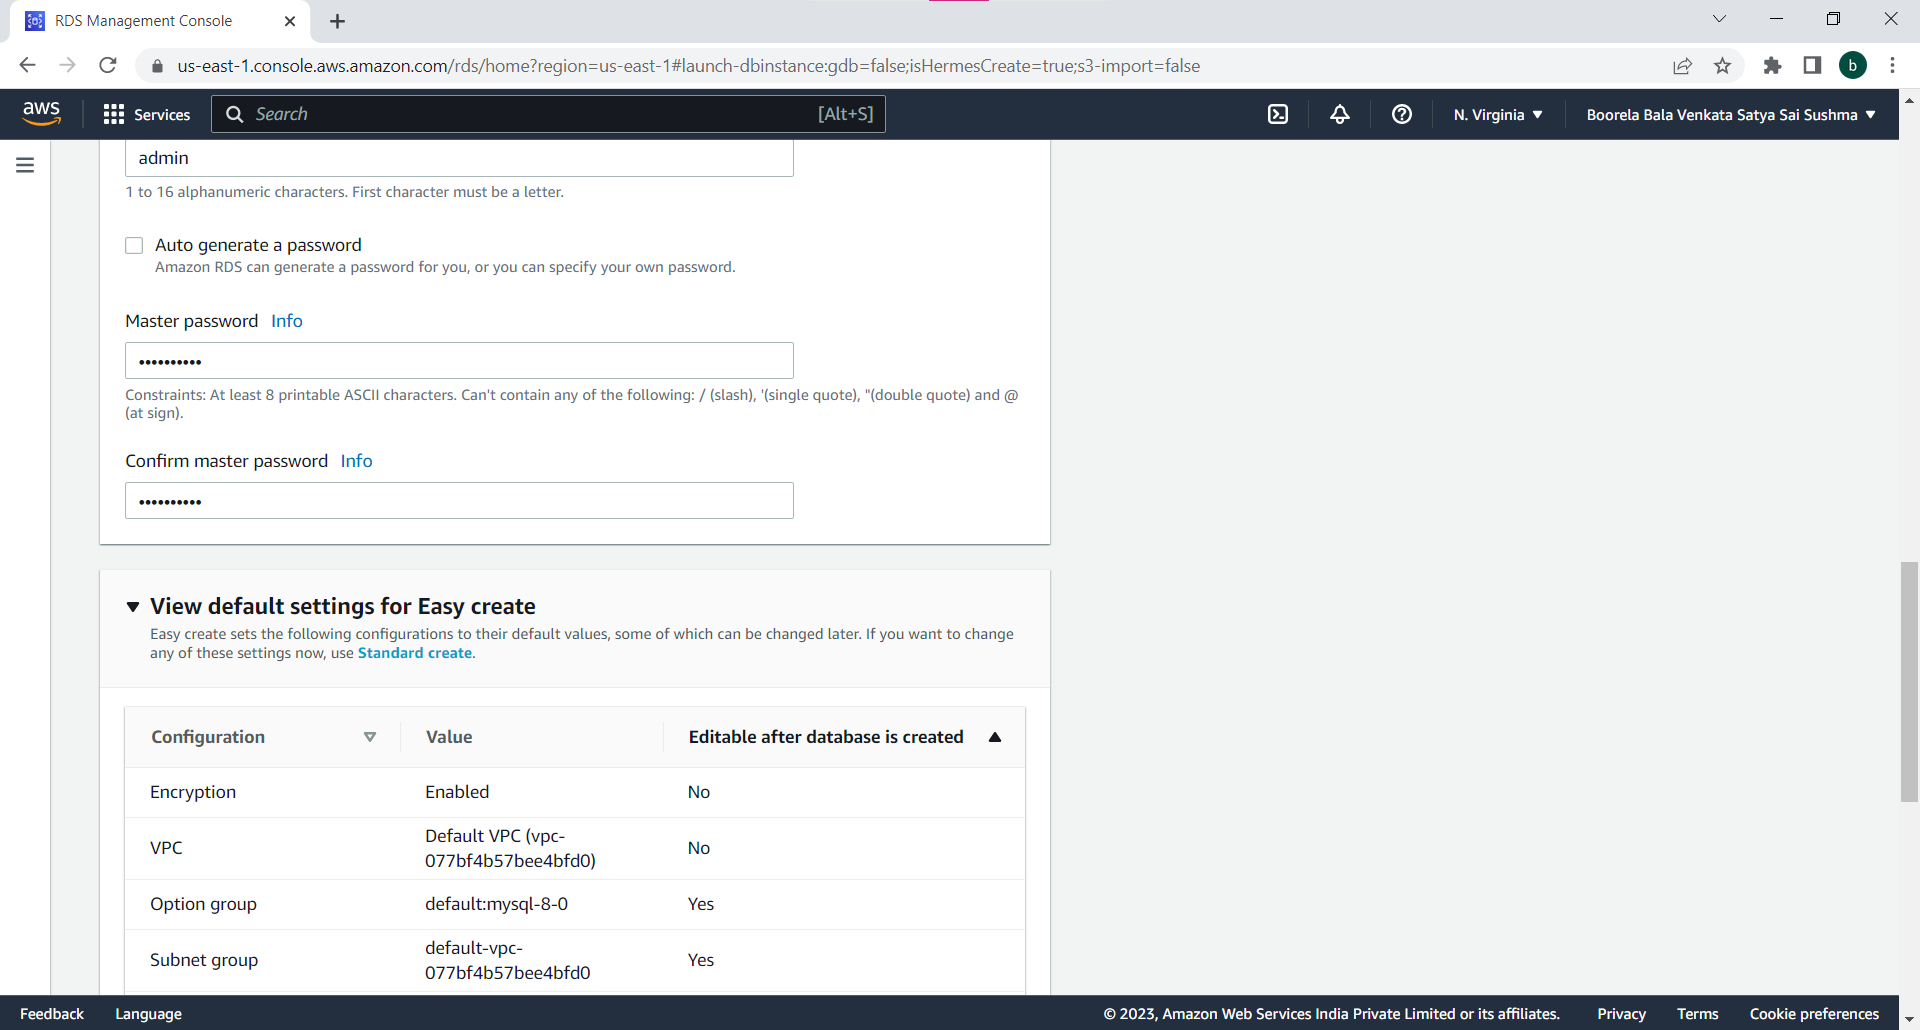 RDS Management Console
us-east-1.console.aws.amazon.com/rds/home?region=us-east-1#launch-dbinstance:gdb=false;isHermesCreate=true;s3-import=false
b
aws
Services
Search
[Alt+S]
N. Virginia
Boorela Bala Venkata Satya Sai Sushma
admin
1 to 16 alphanumeric characters. First character must be a letter.
Auto generate a password
Amazon RDS can generate a password for you, or you can specify your own password.
Master password Info
••••••••••
Constraints: At least 8 printable ASCII characters. Can't contain any of the following: / (slash), '(single quote), "(double quote) and @
(at sign).
Confirm master password Info
••••••••••
View default settings for Easy create
Easy create sets the following configurations to their default values, some of which can be changed later. If you want to change
any of these settings now, use Standard create.
Configuration Value Editable after database is created
Encryption Enabled No
VPC Default VPC (vpc-
077bf4b57bee4bfd0) No
Option group default:mysql-8-0 Yes
Subnet group default-vpc-
077bf4b57bee4bfd0 Yes
Feedback Language © 2023, Amazon Web Services India Private Limited or its affiliates. Privacy Terms Cookie preferences